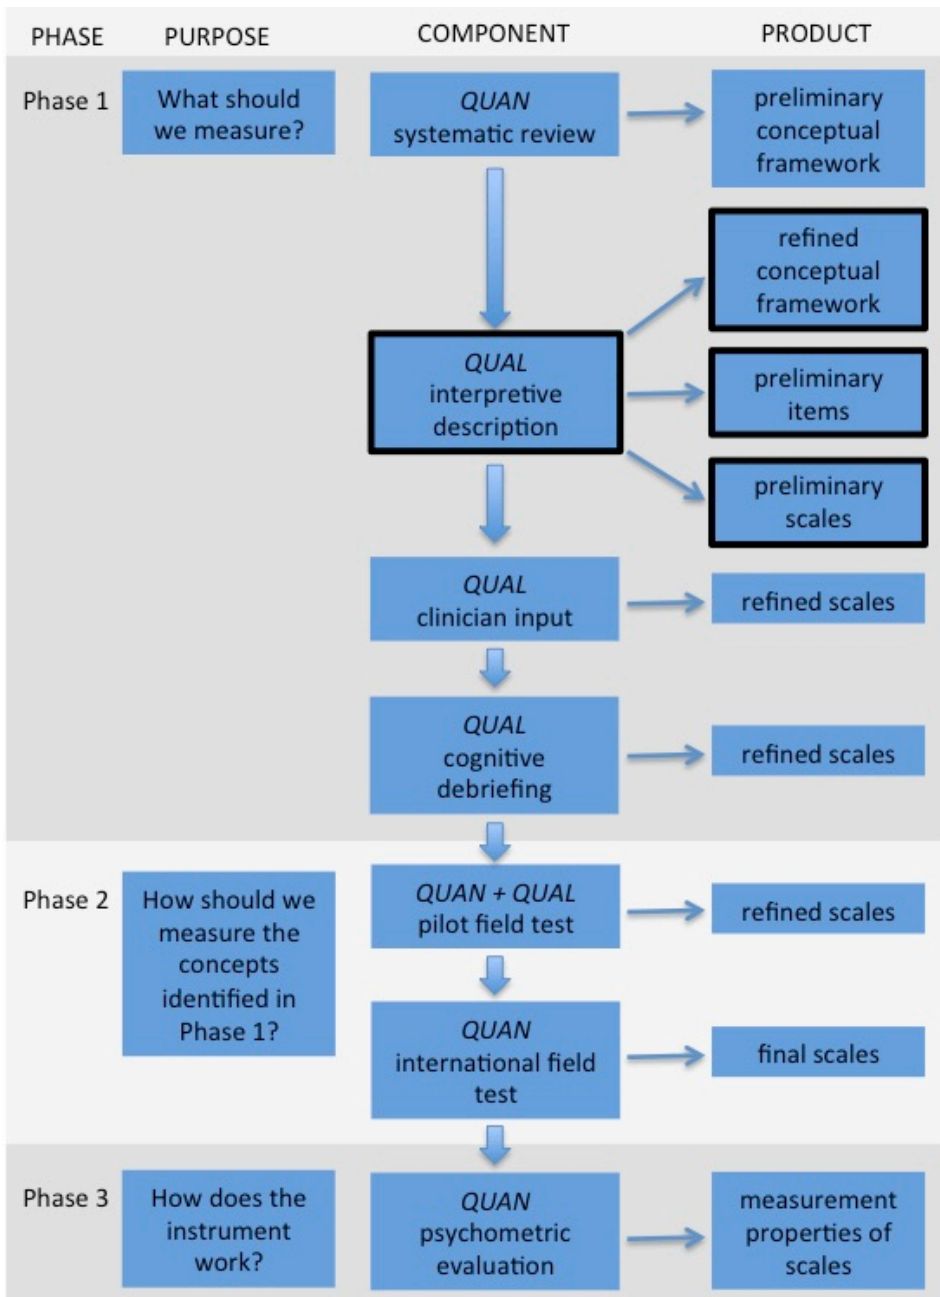 PHASE PURPOSE COMPONENT PRODUCT
Phase 1
What should
we measure?
QUAN
systematic review
preliminary
conceptual
framework
refined
conceptual
framework
QUAL
interpretive
description
preliminary
items
preliminary
scales
QUAL
clinician input
refined scales
QUAL
cognitive
debriefing
refined scales
Phase 2
How should we
measure the
concepts
identified in
Phase 1?
QUAN + QUAL
pilot field test
refined scales
QUAN
international field
test
final scales
Phase 3
How does the
instrument
work?
QUAN
psychometric
evaluation
measurement
properties of
scales